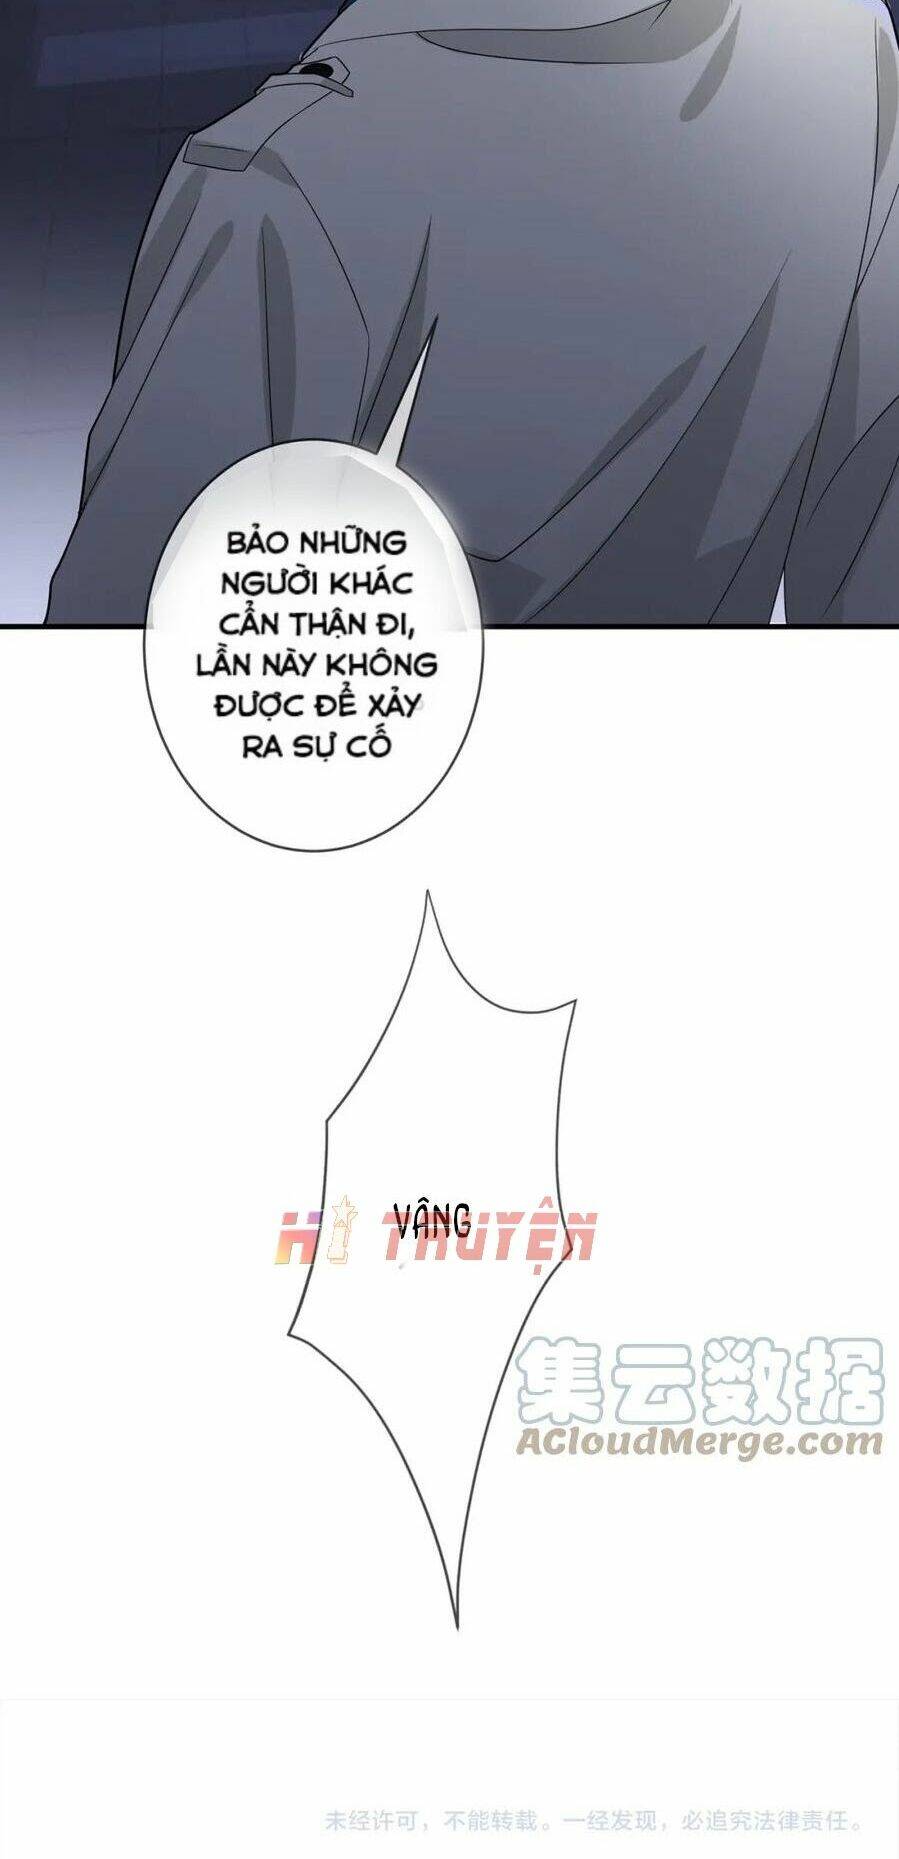 BẢO NHỮNG
NGƯỜI KHÁC
CẨN THẬN ĐI,
LẦN NÀY KHÔNG
ĐƯỢC ĐỂ XẢY
RA SỰ CỐ
VÂNG
HI TRUYỆN
集云数据
ACloudMerge.com
未经许可，不能转载。一经发现，必追究法律责任。